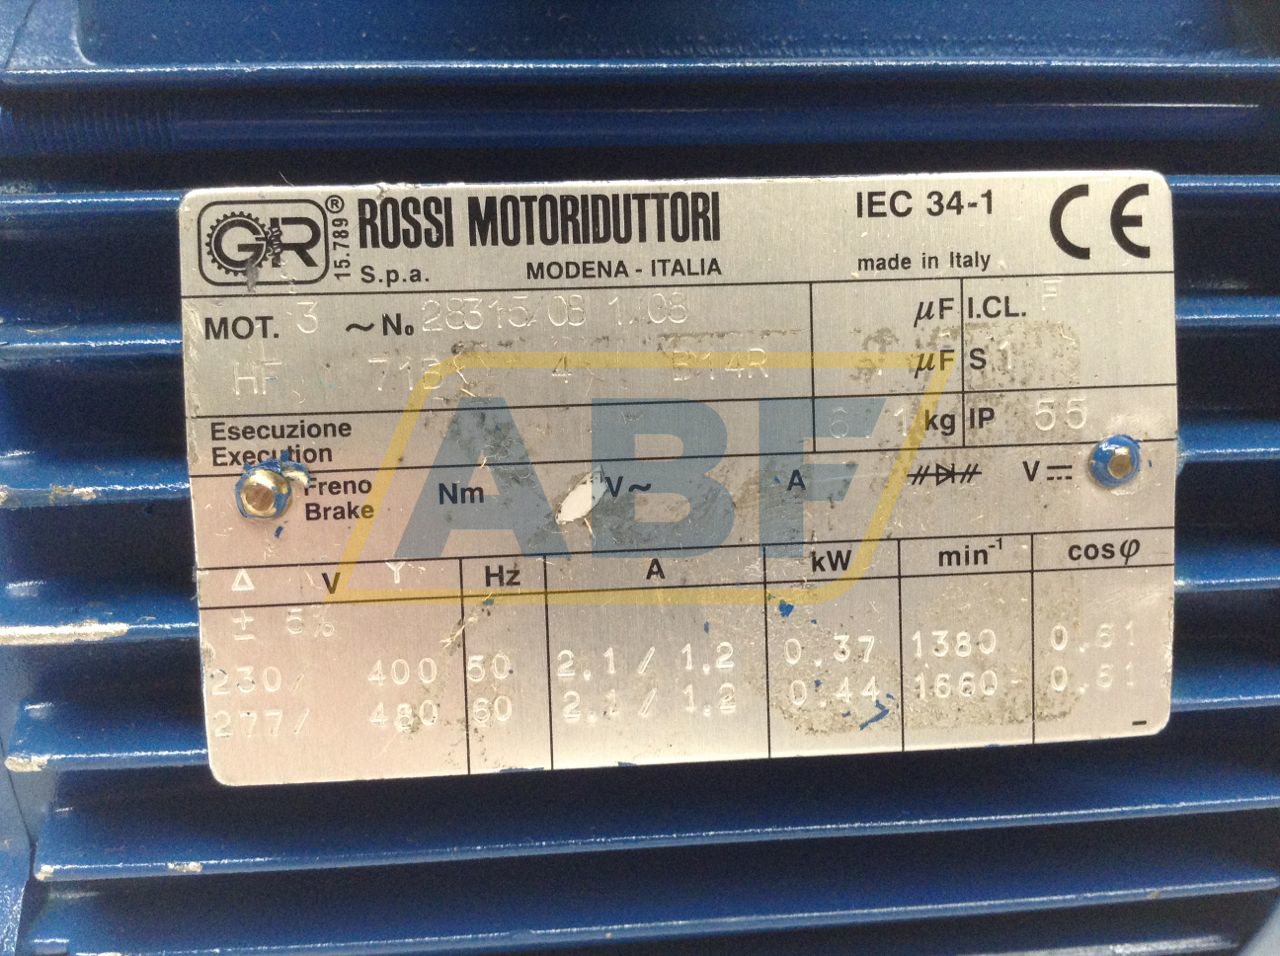 GR ® 15.789 ROSSI MOTORIDUTTORI IEC 34-1 CE
S.p.a. MODENA - ITALIA made in Italy
MOT. 3 ~ No 28315/08 1/08 µF I.CL. F
HF 71B 4 B14R µF S 1
Esecuzione kg IP 55
Execution
Freno Nm V~ A V
Brake
ABF
Δ V Y Hz A kW min-1 cosφ
± 5%
230/ 400 50 2.1 / 1.2 0.37 1380 0.61
277/ 480 60 2.1 / 1.2 0.44 1660 0.61